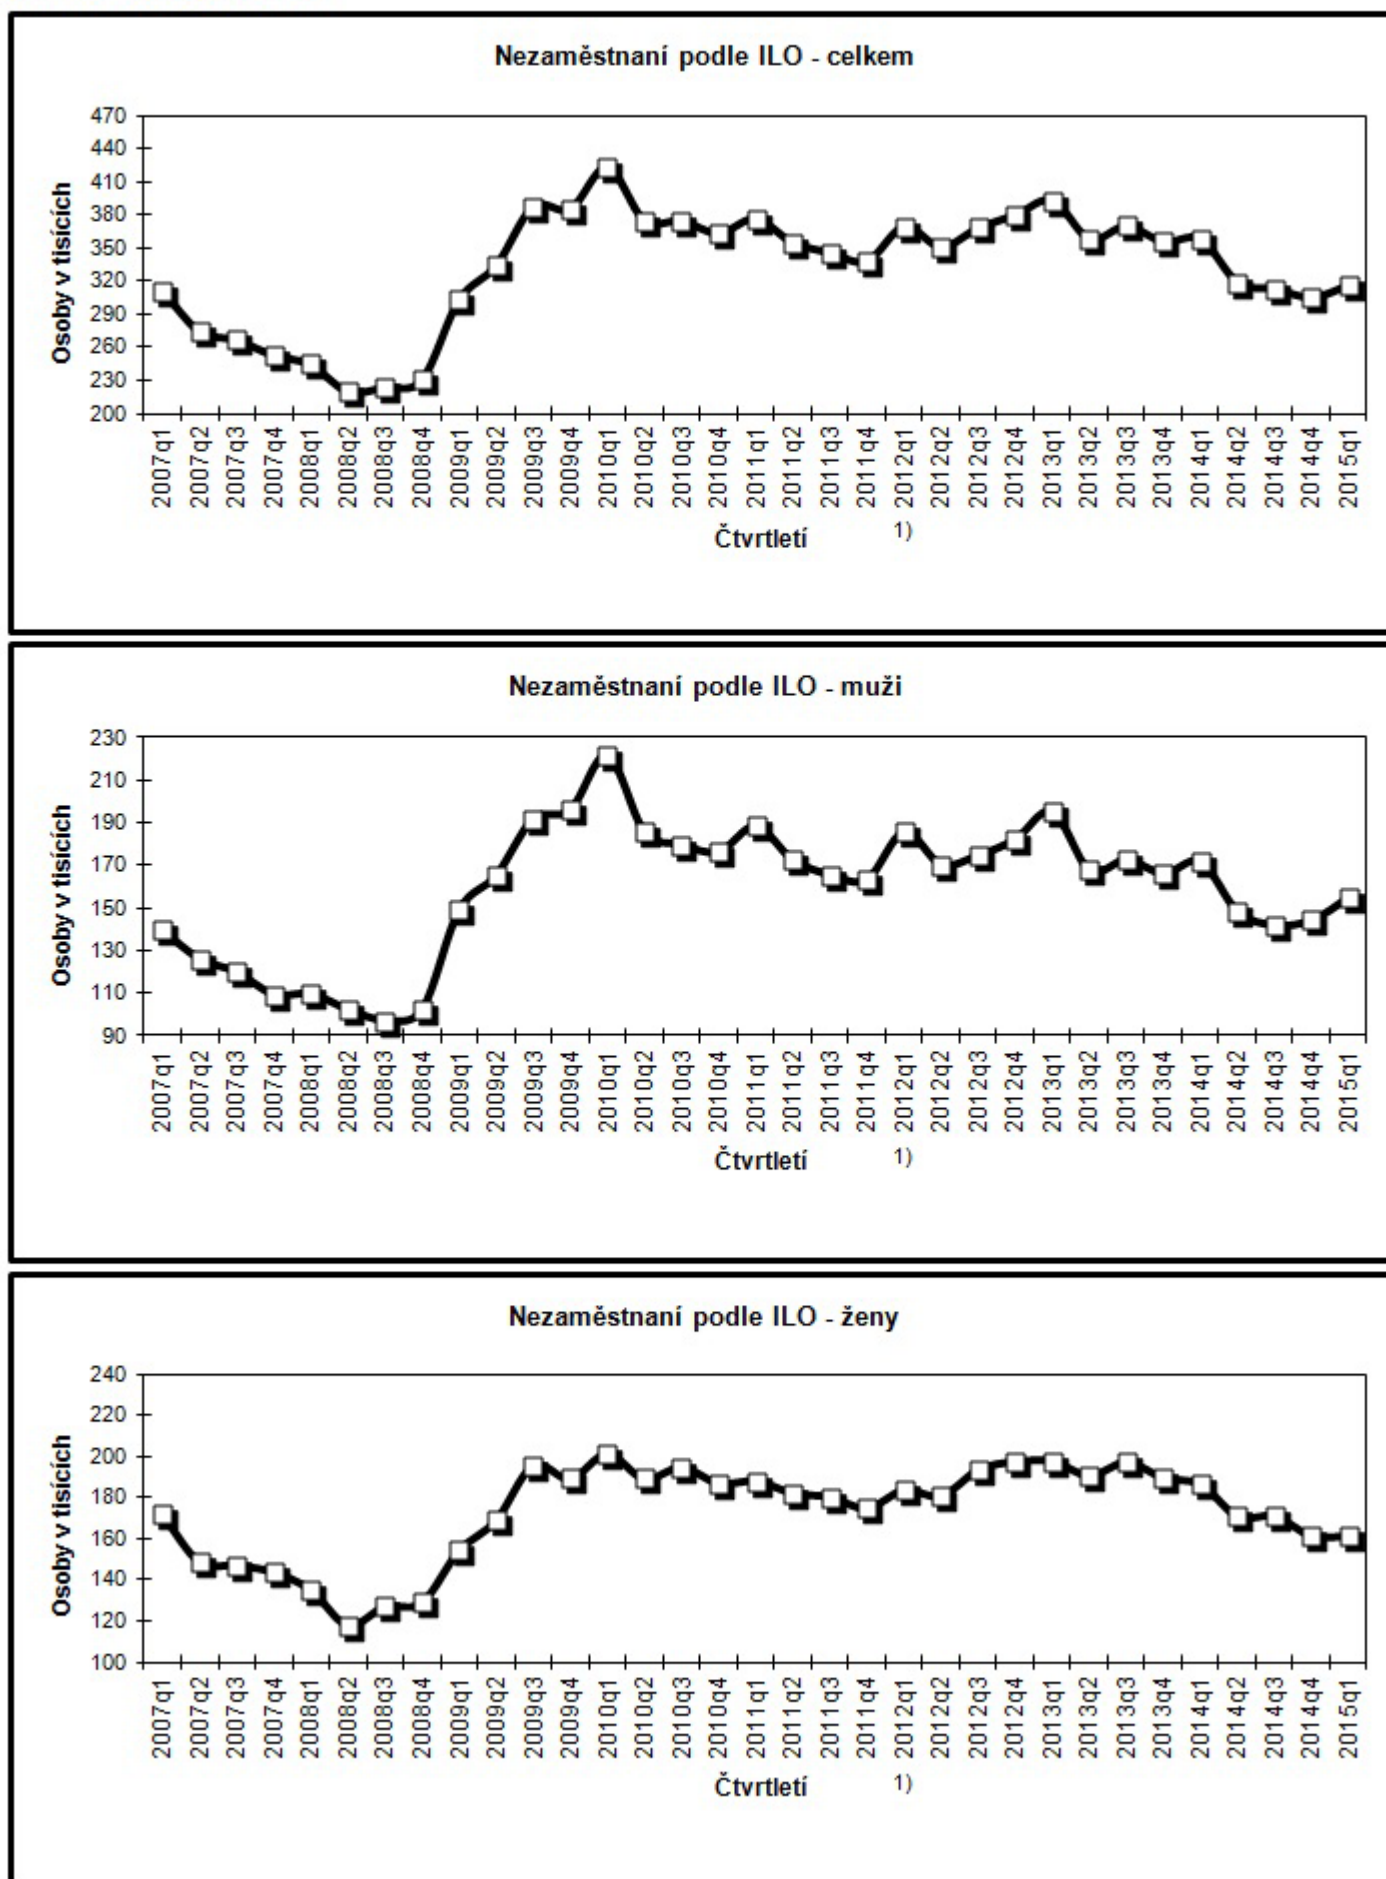 Nezaměstnaní podle ILO - celkem
Osoby v tisících
470
440
410
380
350
320
290
260
230
200
2007q1 2007q2 2007q3 2007q4 2008q1 2008q2 2008q3 2008q4 2009q1 2009q2 2009q3 2009q4 2010q1 2010q2 2010q3 2010q4 2011q1 2011q2 2011q3 2011q4 2012q1 2012q2 2012q3 2012q4 2013q1 2013q2 2013q3 2013q4 2014q1 2014q2 2014q3 2014q4 2015q1
Čtvrtletí 1)
Nezaměstnaní podle ILO - muži
Osoby v tisících
230
210
190
170
150
130
110
90
2007q1 2007q2 2007q3 2007q4 2008q1 2008q2 2008q3 2008q4 2009q1 2009q2 2009q3 2009q4 2010q1 2010q2 2010q3 2010q4 2011q1 2011q2 2011q3 2011q4 2012q1 2012q2 2012q3 2012q4 2013q1 2013q2 2013q3 2013q4 2014q1 2014q2 2014q3 2014q4 2015q1
Čtvrtletí 1)
Nezaměstnaní podle ILO - ženy
Osoby v tisících
240
220
200
180
160
140
120
100
2007q1 2007q2 2007q3 2007q4 2008q1 2008q2 2008q3 2008q4 2009q1 2009q2 2009q3 2009q4 2010q1 2010q2 2010q3 2010q4 2011q1 2011q2 2011q3 2011q4 2012q1 2012q2 2012q3 2012q4 2013q1 2013q2 2013q3 2013q4 2014q1 2014q2 2014q3 2014q4 2015q1
Čtvrtletí 1)